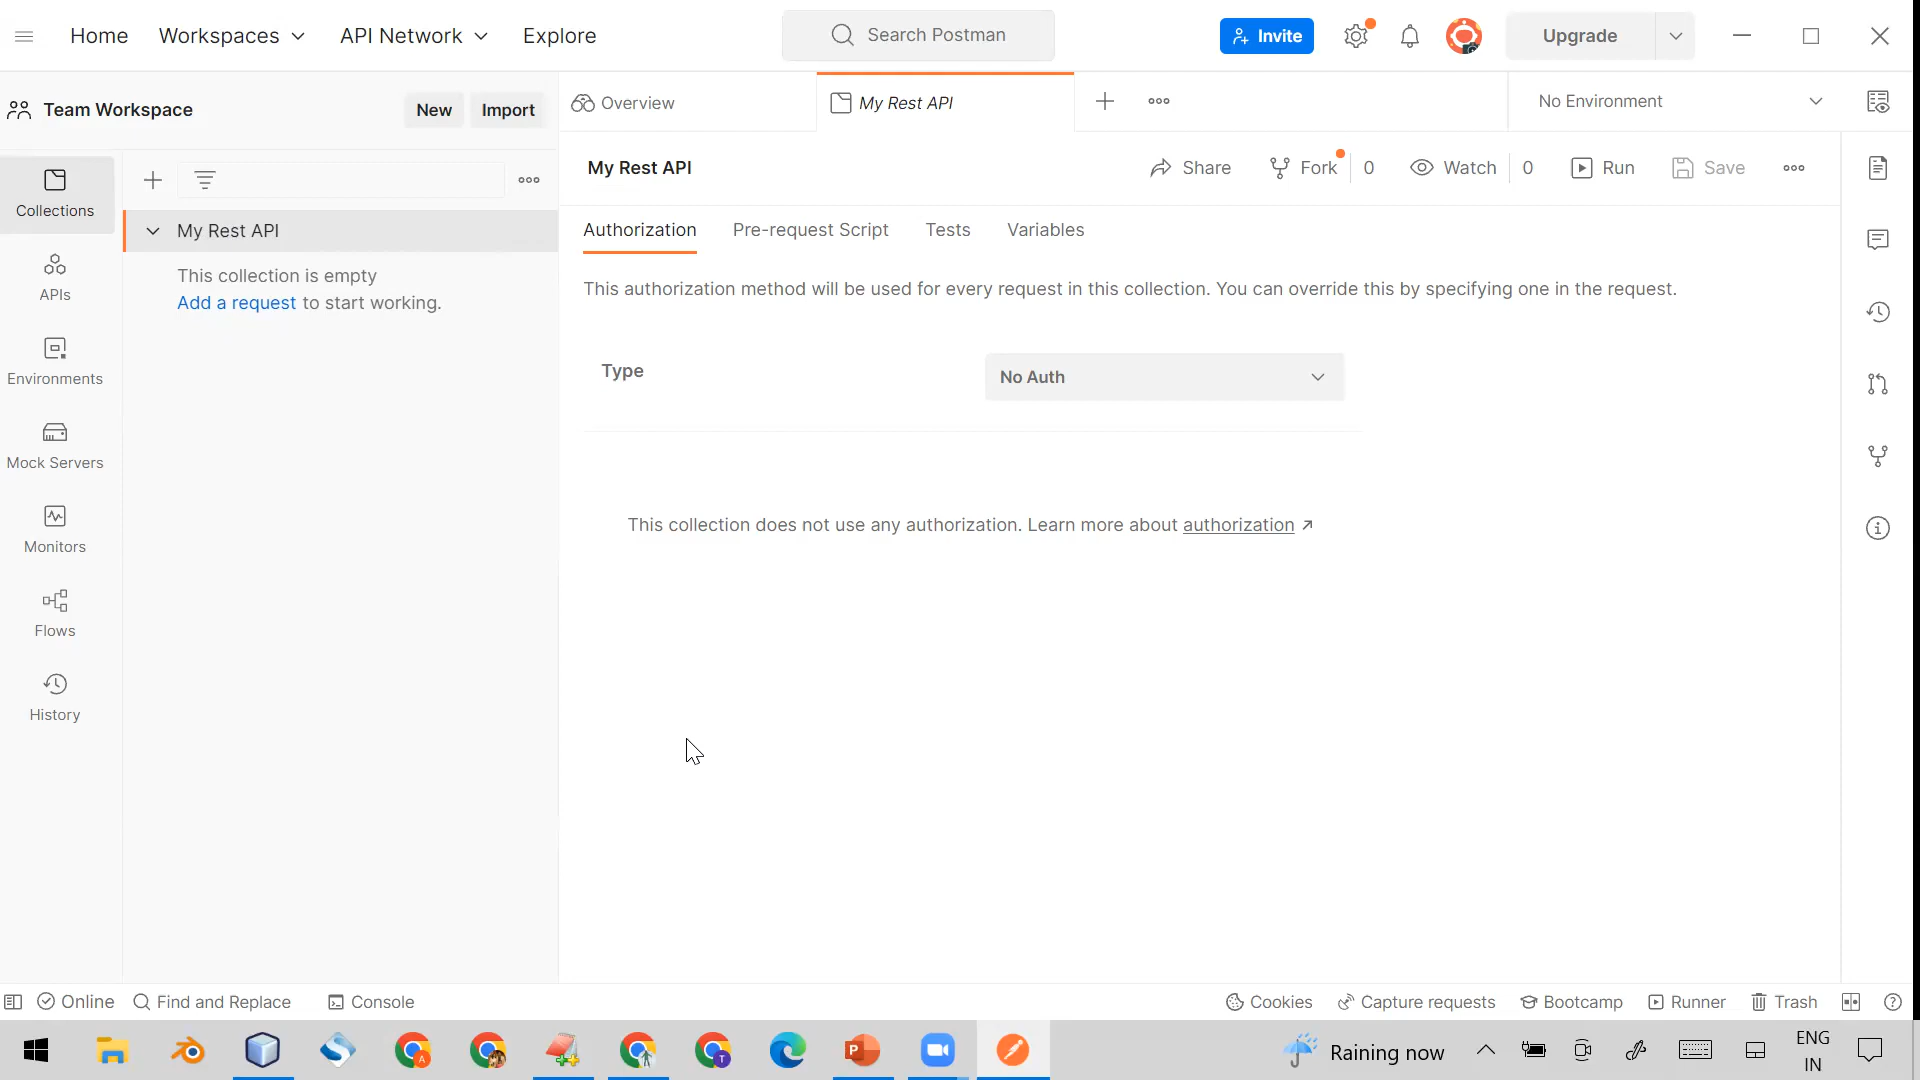 Home Workspaces API Network Explore Search Postman Invite Upgrade
Team Workspace New Import Overview My Rest API No Environment
My Rest API Share Fork 0 Watch 0 Run Save
Collections
My Rest API
Authorization Pre-request Script Tests Variables
This collection is empty
Add a request to start working.
This authorization method will be used for every request in this collection. You can override this by specifying one in the request.
APIs
Environments
Type No Auth
Mock Servers
This collection does not use any authorization. Learn more about authorization
Monitors
Flows
History
Online Find and Replace Console Cookies Capture requests Bootcamp Runner Trash
A T P Raining now ENG
IN